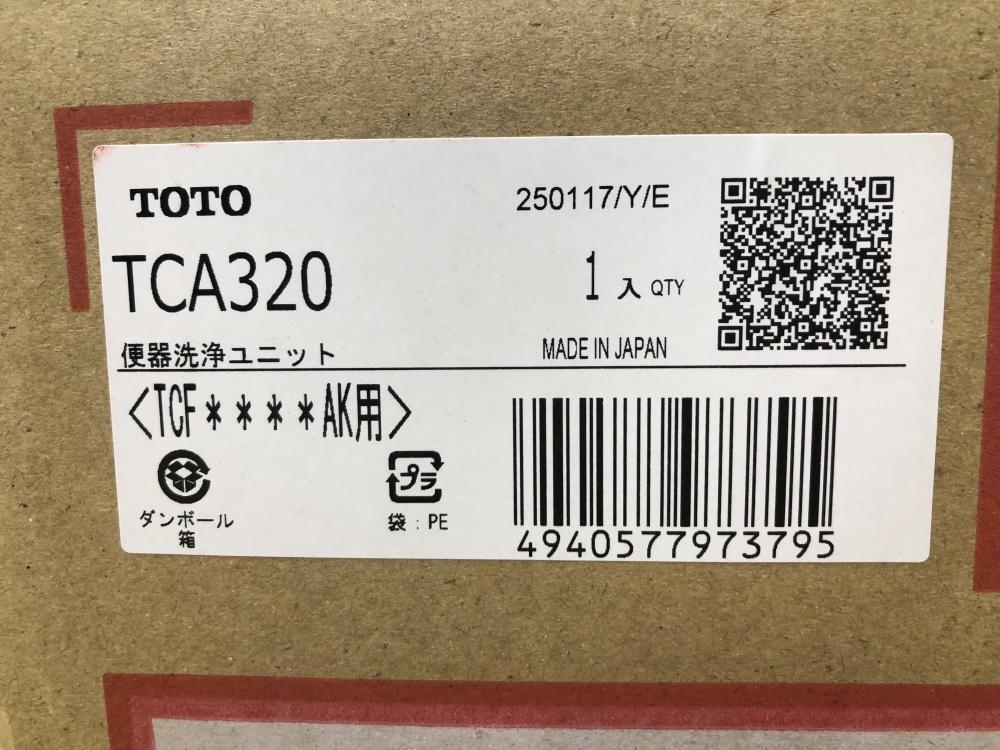 TOTO
250117/Y/E
TCA320
1 入 QTY
便器洗浄ユニット
MADE IN JAPAN
<TCF＊＊＊＊AK用>
プラ
ダンボール
箱
袋：PE
4940577973795